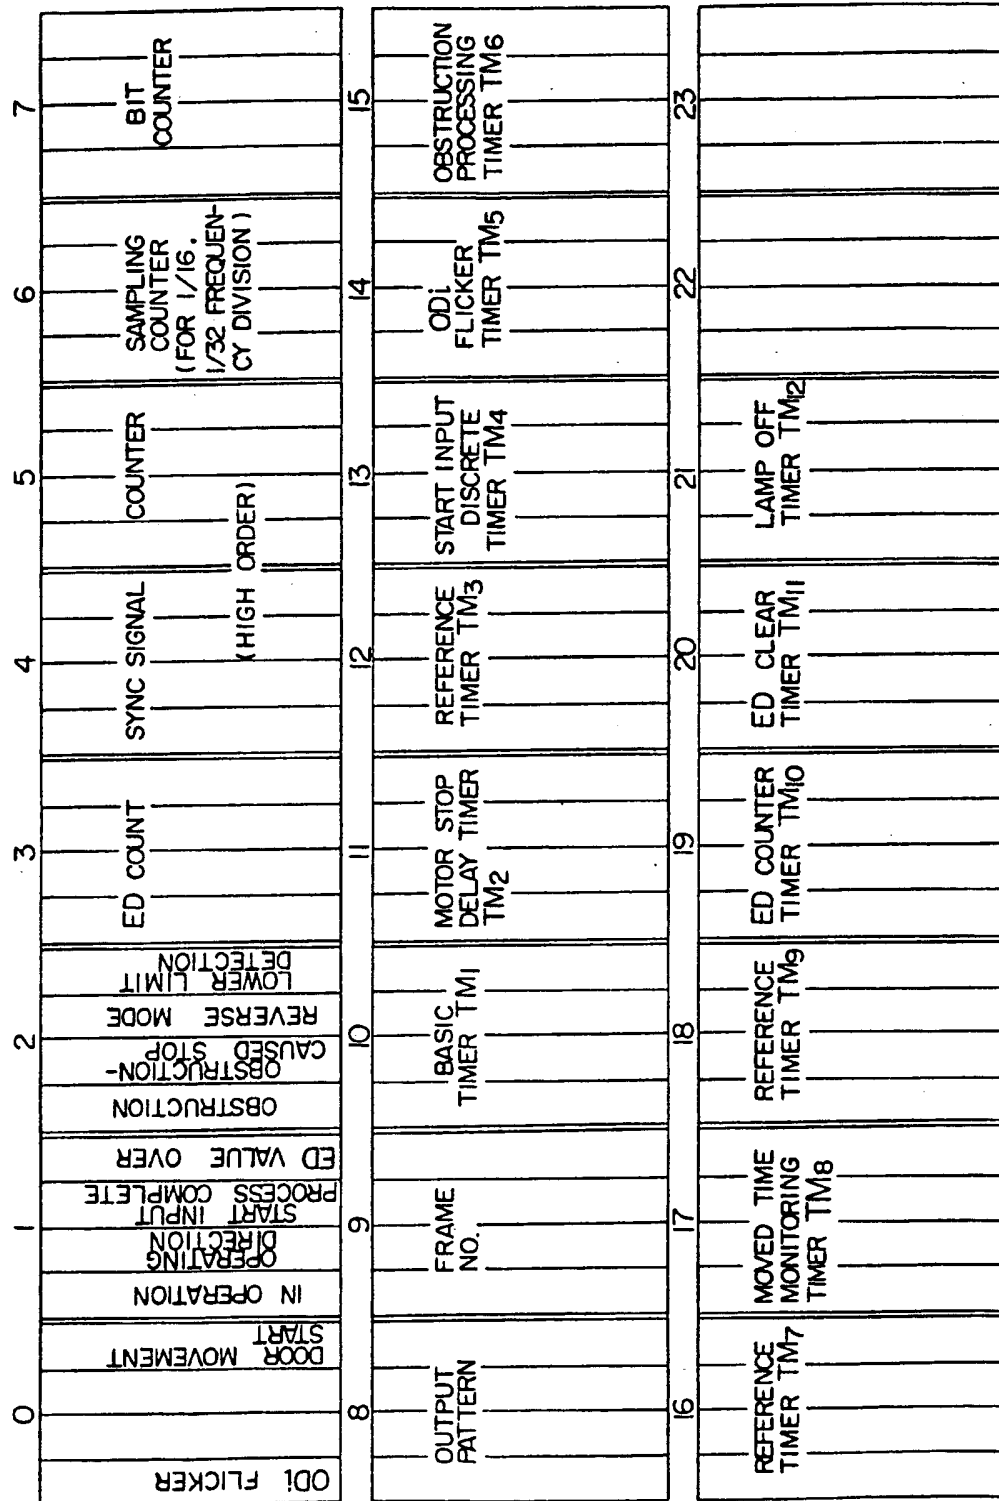 0
1
2
3
4
5
6
7
ODi FLICKER
DOOR MOVEMENT
START
IN OPERATION
OPERATING
DIRECTION
START INPUT
PROCESS COMPLETE
ED VALUE OVER
OBSTRUCTION
OBSTRUCTION-
CAUSED STOP
REVERSE MODE
LOWER LIMIT
DETECTION
ED COUNT
SYNC SIGNAL COUNTER
(HIGH ORDER)
SAMPLING
COUNTER
(FOR 1/16.
1/32 FREQUEN-
CY DIVISION)
BIT
COUNTER
8
9
10
11
12
13
14
15
OUTPUT
PATTERN
FRAME
NO.
BASIC
TIMER TM1
MOTOR STOP
DELAY TIMER
TM2
REFERENCE
TIMER TM3
START INPUT
DISCRETE
TIMER TM4
ODi
FLICKER
TIMER TM5
OBSTRUCTION
PROCESSING
TIMER TM6
16
17
18
19
20
21
22
23
REFERENCE
TIMER TM7
MOVED TIME
MONITORING
TIMER TM8
REFERENCE
TIMER TM9
ED COUNTER
TIMER TM10
ED CLEAR
TIMER TM11
LAMP OFF
TIMER TM12